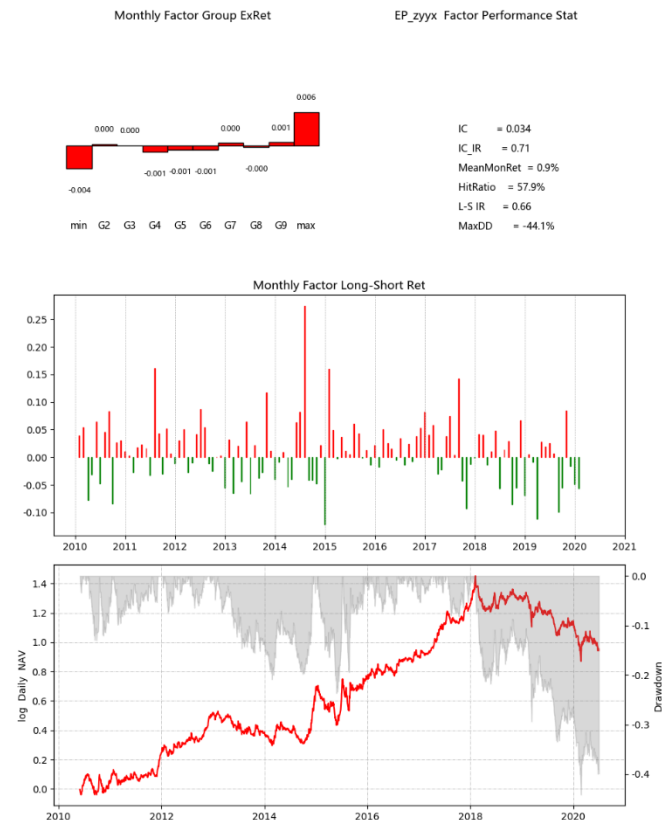 Monthly Factor Group ExRet
EP_zyyx Factor Performance Stat
0.006
0.000 0.000 0.000 0.001
-0.001 -0.001 -0.001 -0.000
-0.004
min G2 G3 G4 G5 G6 G7 G8 G9 max
IC = 0.034
IC_IR = 0.71
MeanMonRet = 0.9%
HitRatio = 57.9%
L-S IR = 0.66
MaxDD = -44.1%
Monthly Factor Long-Short Ret
0.25
0.20
0.15
0.10
0.05
0.00
-0.05
-0.10
2010 2011 2012 2013 2014 2015 2016 2017 2018 2019 2020 2021
log Daily NAV
1.4
1.2
1.0
0.8
0.6
0.4
0.2
0.0
0.0
-0.1
-0.2
-0.3
-0.4
Drawdown
2010 2012 2014 2016 2018 2020